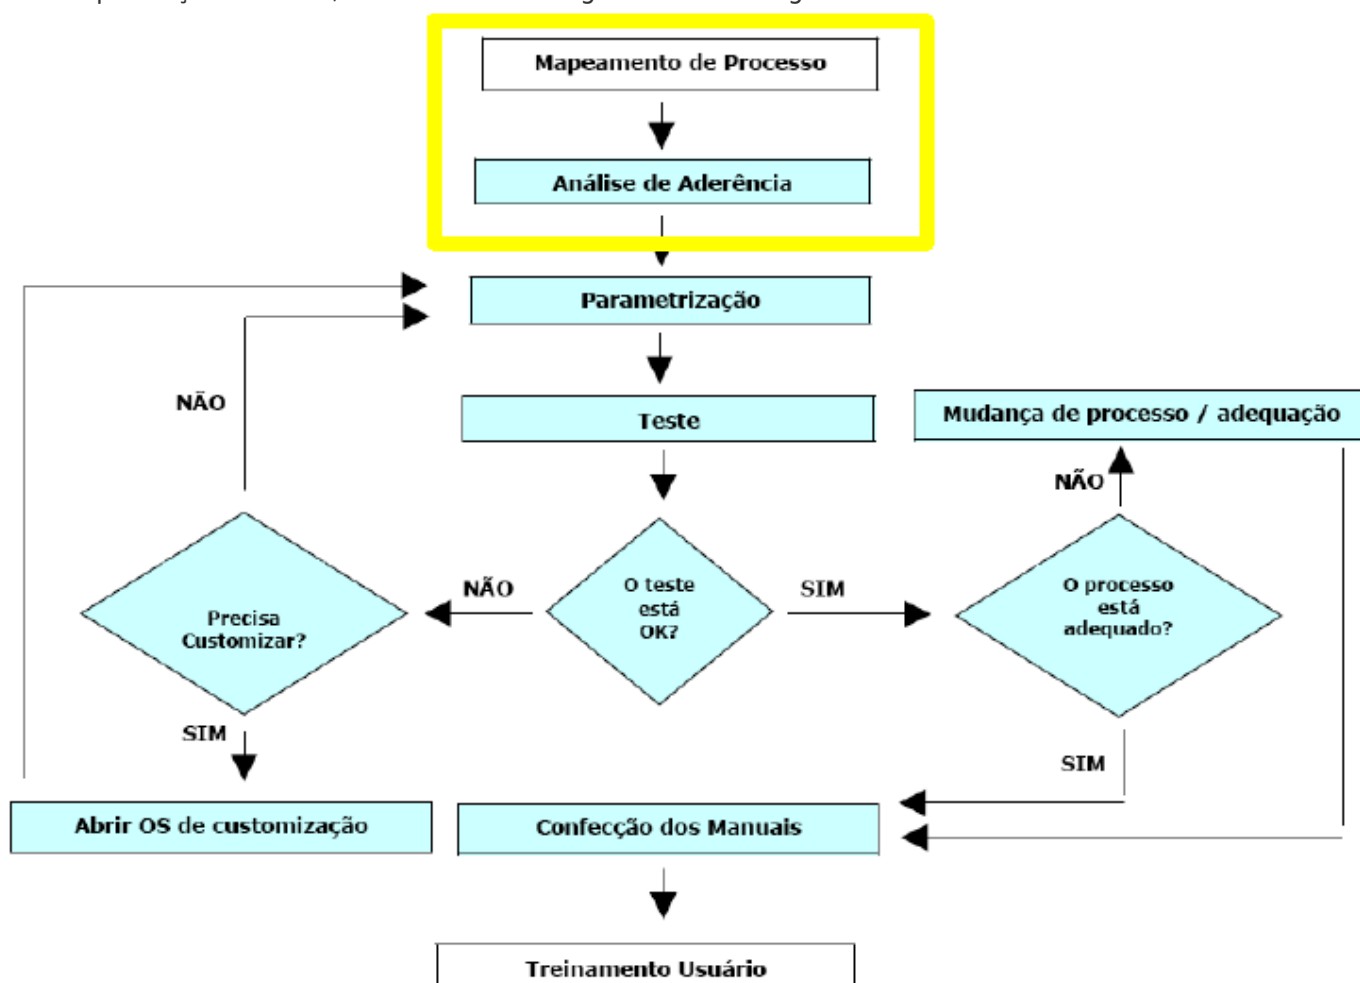 Mapeamento de Processo
Análise de Aderência
Parametrização
NÃO
Teste
Mudança de processo / adequação
NÃO
Precisa
Customizar?
NÃO
O teste
está
OK?
SIM
O processo
está
adequado?
SIM
SIM
Abrir OS de customização
Confecção dos Manuais
Treinamento Usuário